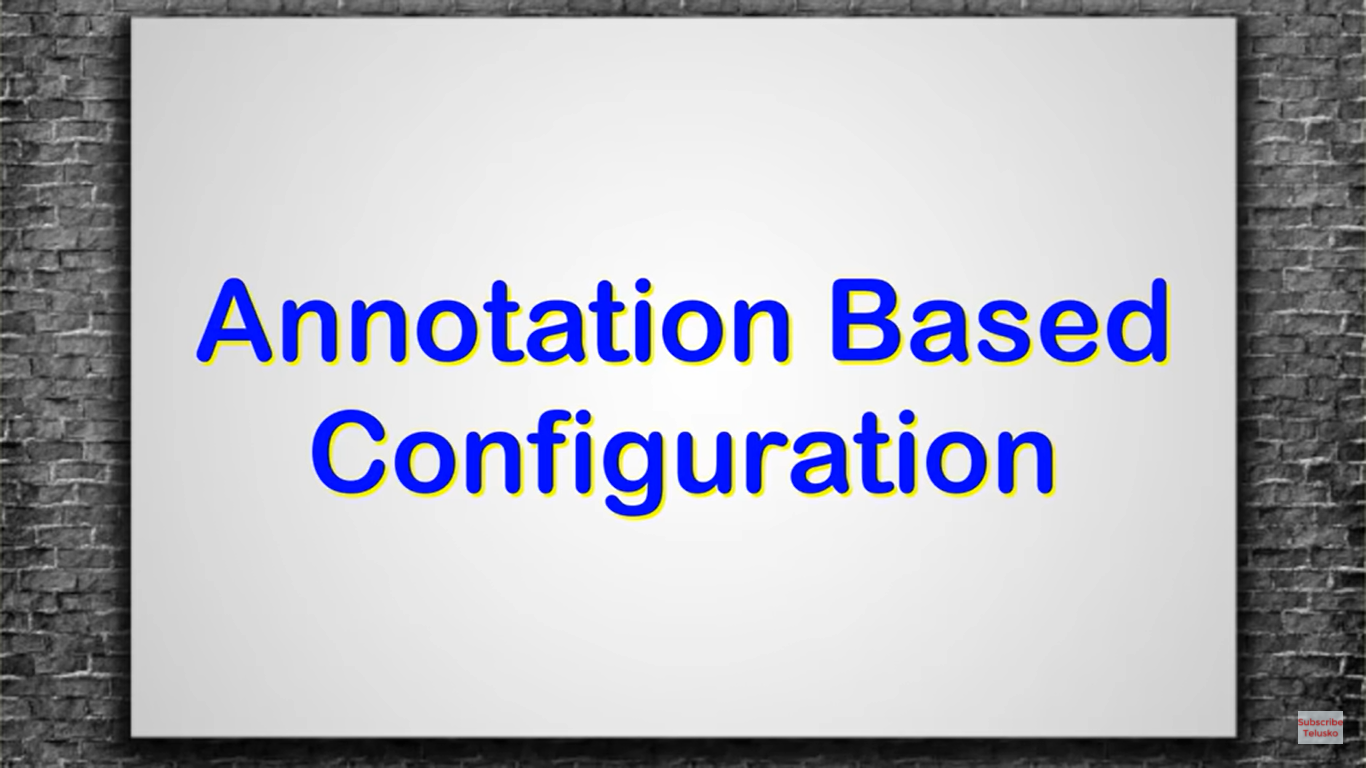 Annotation Based
Configuration
Subscribe
Telusko